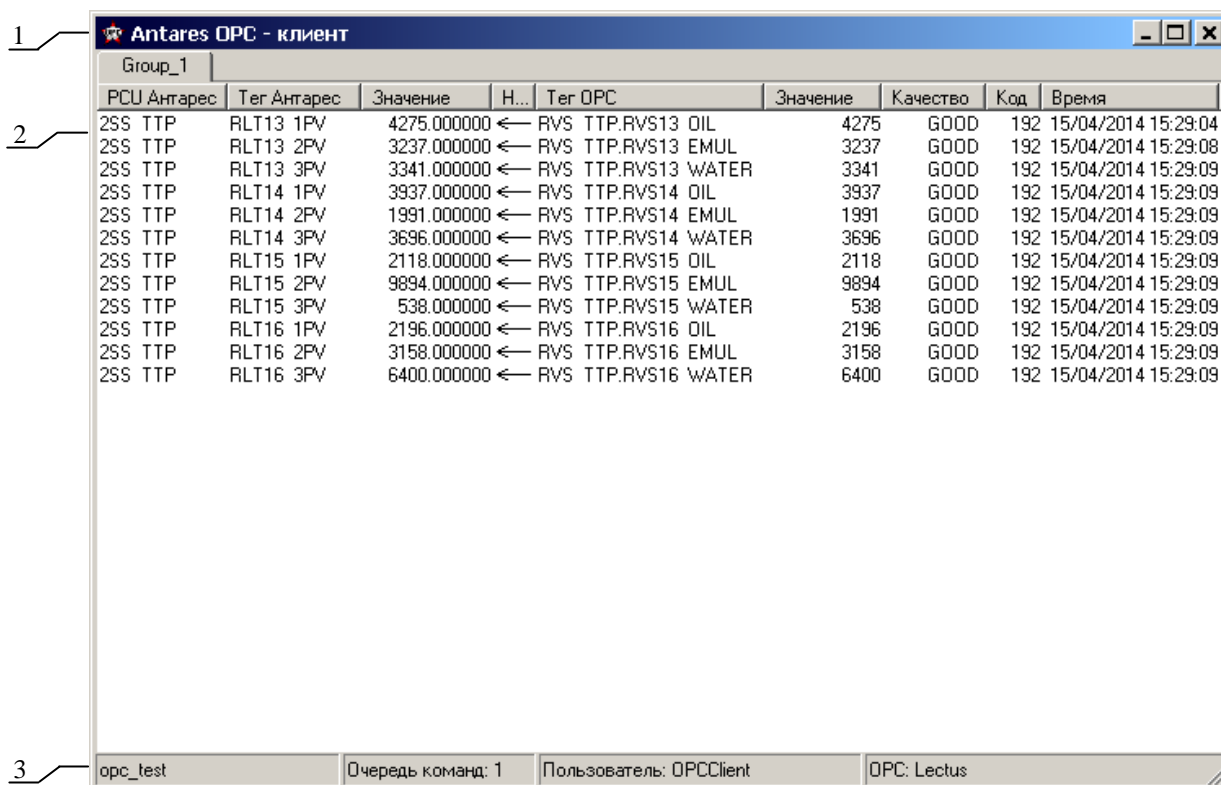 1
Antares OPC - клиент
Group_1
PCU Антарес Тег Антарес Значение Н... Тег OPC Значение Качество Код Время
2
2SS TTP RLT13 1PV 4275.000000 ← RVS TTP.RVS13 OIL 4275 GOOD 192 15/04/2014 15:29:04
2SS TTP RLT13 2PV 3237.000000 ← RVS TTP.RVS13 EMUL 3237 GOOD 192 15/04/2014 15:29:08
2SS TTP RLT13 3PV 3341.000000 ← RVS TTP.RVS13 WATER 3341 GOOD 192 15/04/2014 15:29:09
2SS TTP RLT14 1PV 3937.000000 ← RVS TTP.RVS14 OIL 3937 GOOD 192 15/04/2014 15:29:09
2SS TTP RLT14 2PV 1991.000000 ← RVS TTP.RVS14 EMUL 1991 GOOD 192 15/04/2014 15:29:09
2SS TTP RLT14 3PV 3696.000000 ← RVS TTP.RVS14 WATER 3696 GOOD 192 15/04/2014 15:29:09
2SS TTP RLT15 1PV 2118.000000 ← RVS TTP.RVS15 OIL 2118 GOOD 192 15/04/2014 15:29:09
2SS TTP RLT15 2PV 9894.000000 ← RVS TTP.RVS15 EMUL 9894 GOOD 192 15/04/2014 15:29:09
2SS TTP RLT15 3PV 538.000000 ← RVS TTP.RVS15 WATER 538 GOOD 192 15/04/2014 15:29:09
2SS TTP RLT16 1PV 2196.000000 ← RVS TTP.RVS16 OIL 2196 GOOD 192 15/04/2014 15:29:09
2SS TTP RLT16 2PV 3158.000000 ← RVS TTP.RVS16 EMUL 3158 GOOD 192 15/04/2014 15:29:09
2SS TTP RLT16 3PV 6400.000000 ← RVS TTP.RVS16 WATER 6400 GOOD 192 15/04/2014 15:29:09
3
opc_test Очередь команд: 1 Пользователь: OPCClient OPC: Lectus